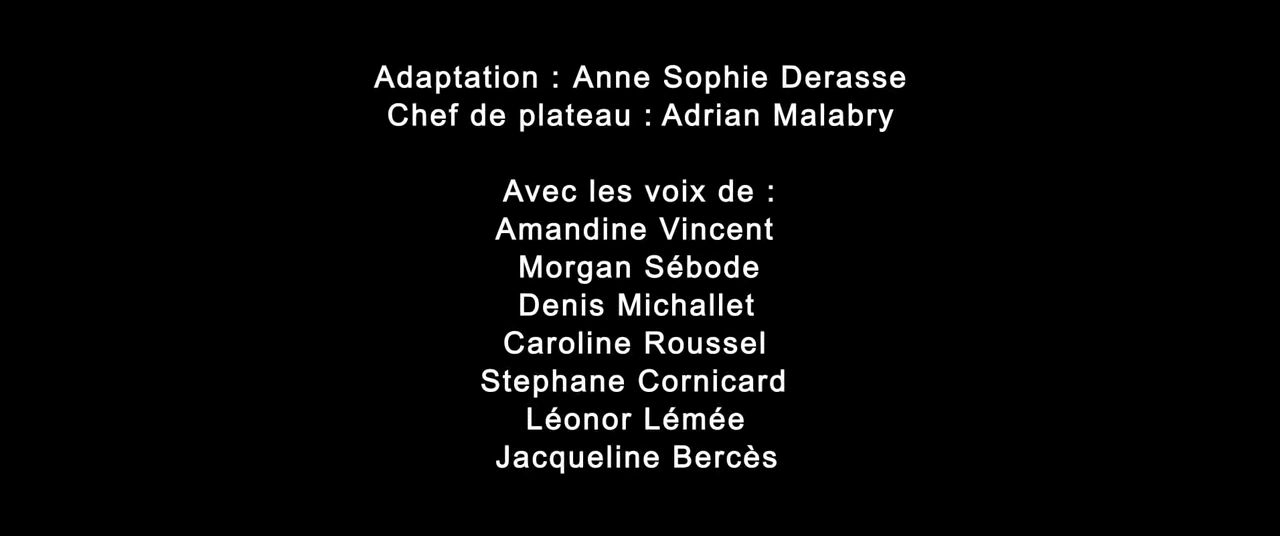 Adaptation : Anne Sophie Derasse
Chef de plateau : Adrian Malabry
Avec les voix de :
Amandine Vincent
Morgan Sébode
Denis Michallet
Caroline Roussel
Stephane Cornicard
Léonor Lémée
Jacqueline Bercès